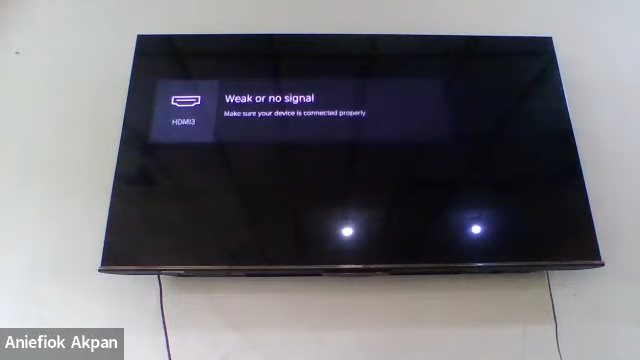 Weak or no signal
Make sure your device is connected properly
HDMI3
Aniefiok Akpan